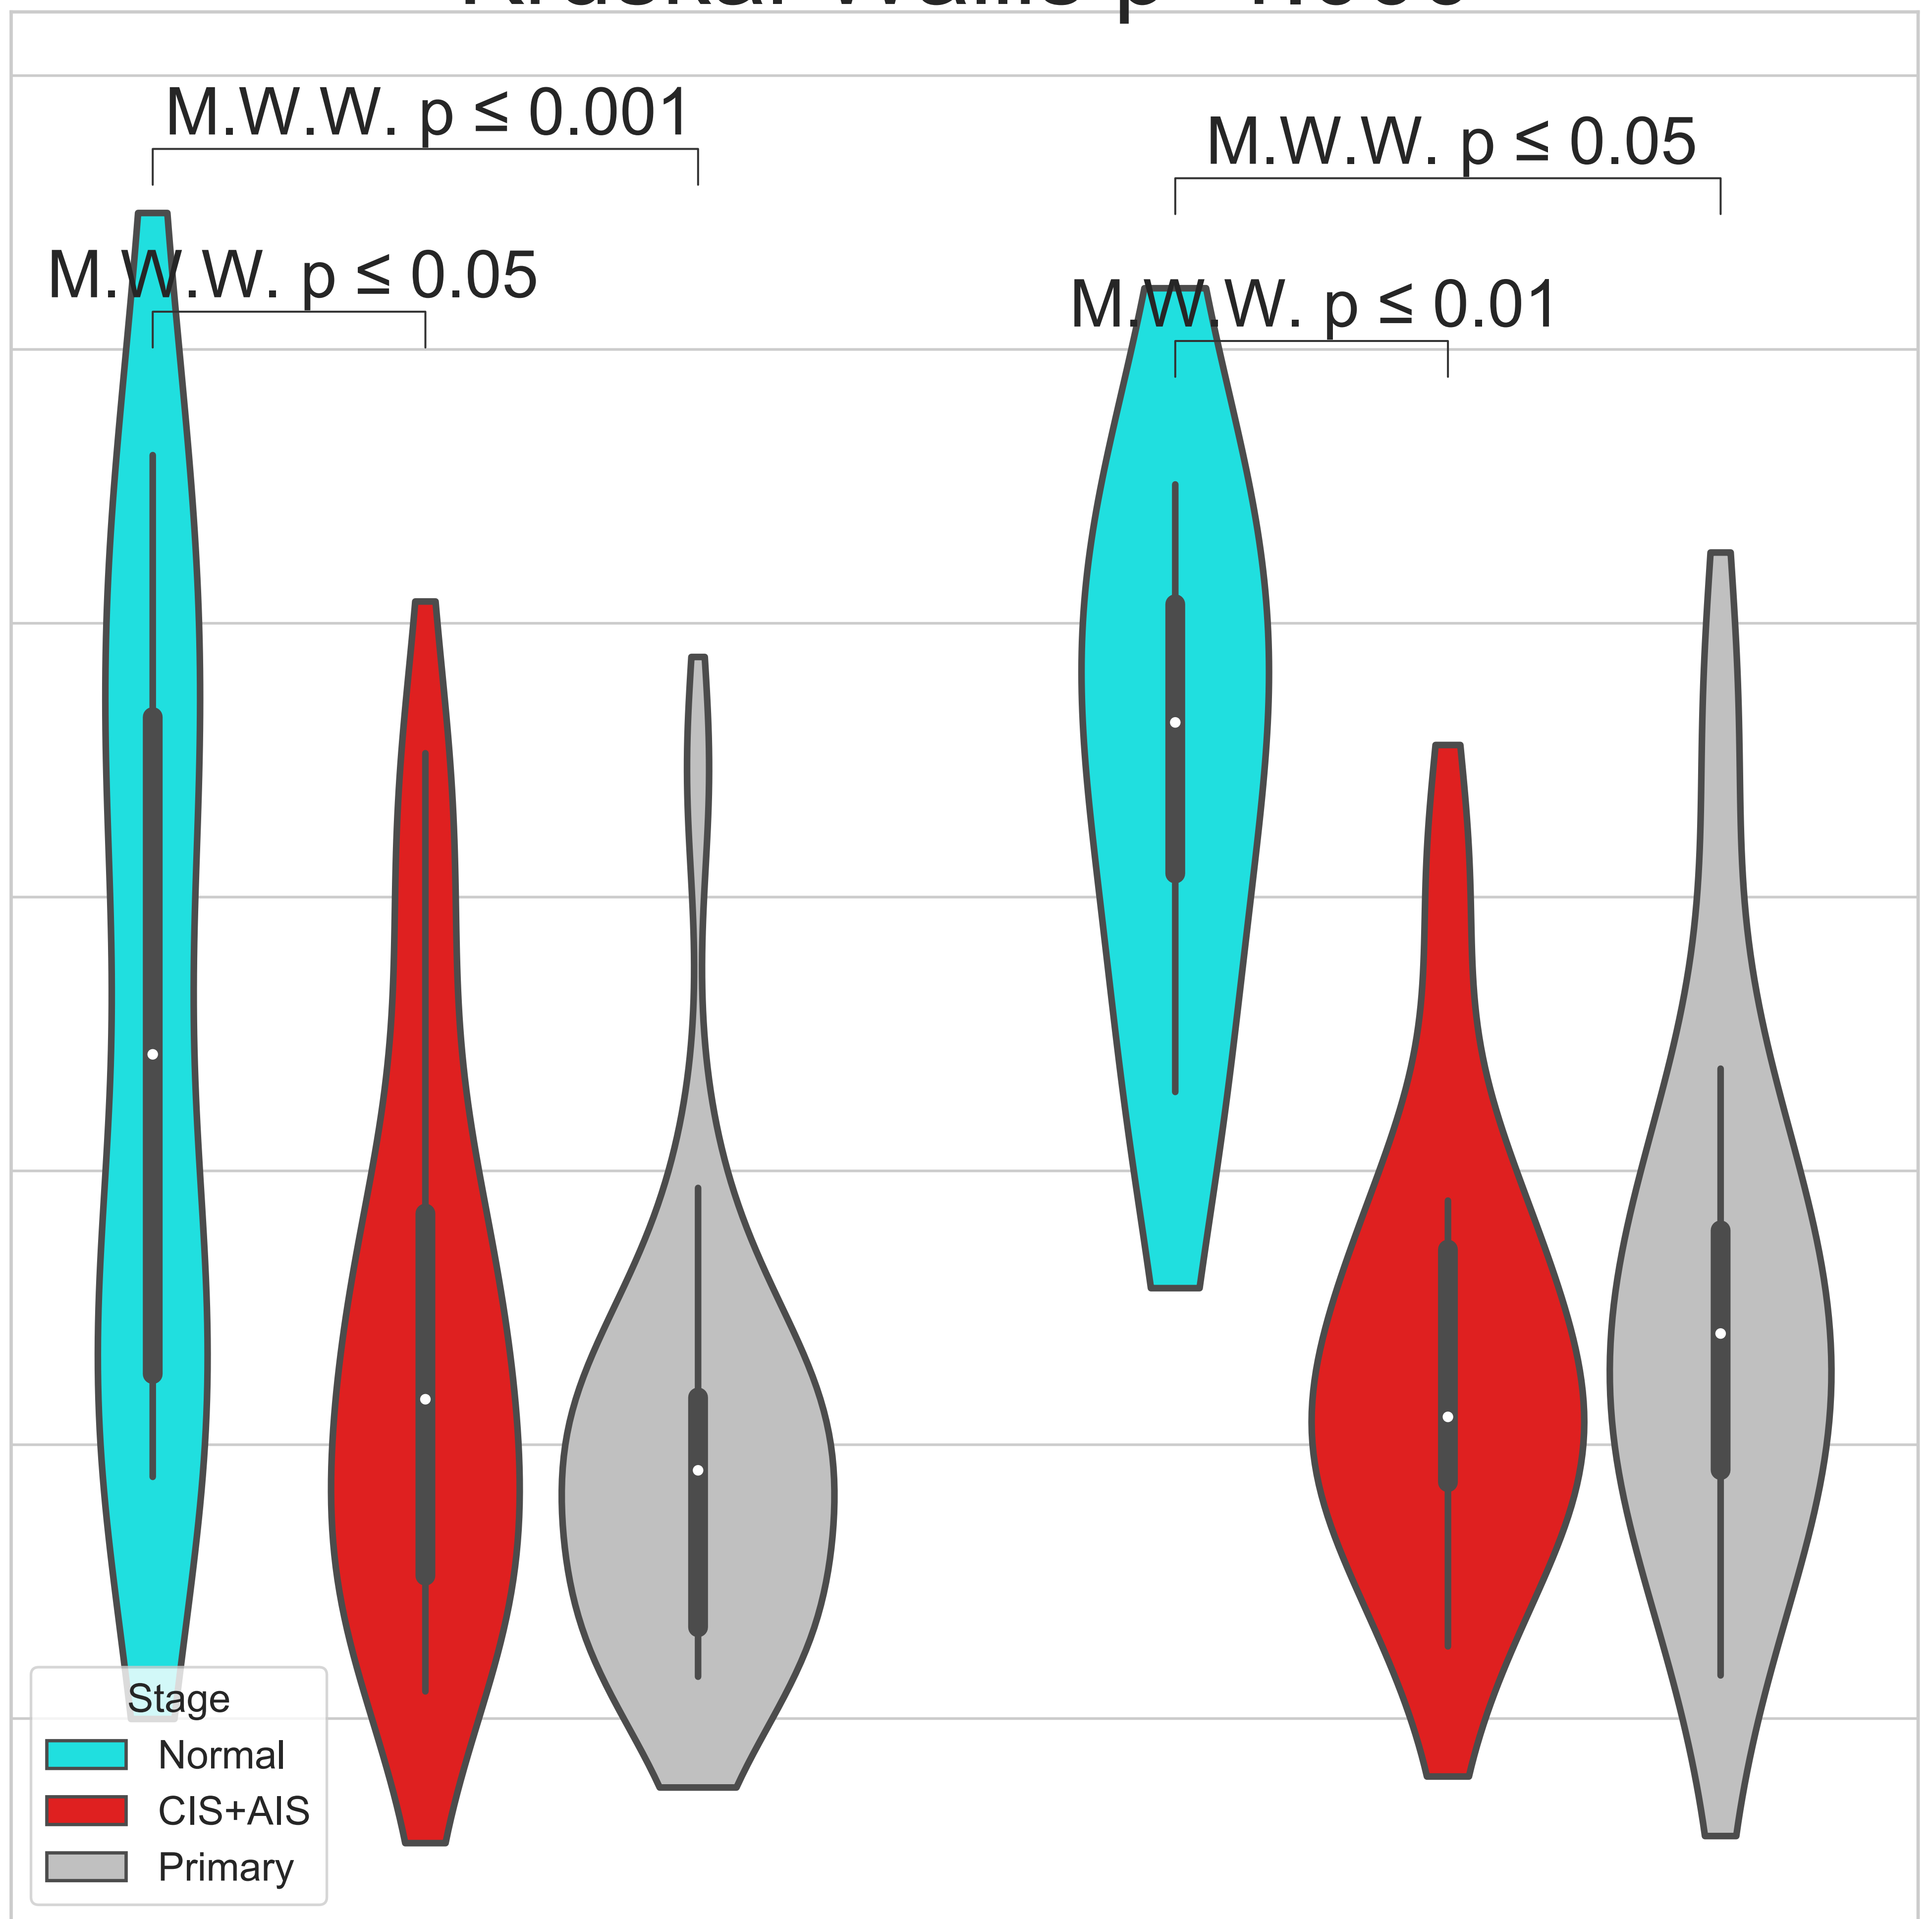 M.W.W. p ≤ 0.001
M.W.W. p ≤ 0.05
M.W.W. p ≤ 0.05
M.W.W. p ≤ 0.01
Stage
Normal
CIS+AIS
Primary